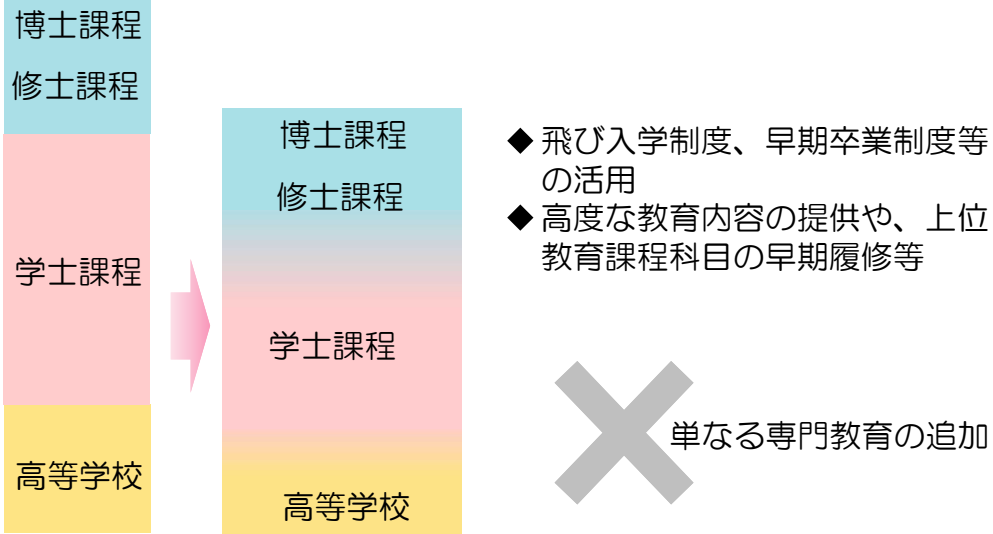 博士課程
修士課程
学士課程
高等学校
博士課程
修士課程
学士課程
高等学校
◆ 飛び入学制度、早期卒業制度等
の活用
◆ 高度な教育内容の提供や、上位
教育課程科目の早期履修等
単なる専門教育の追加